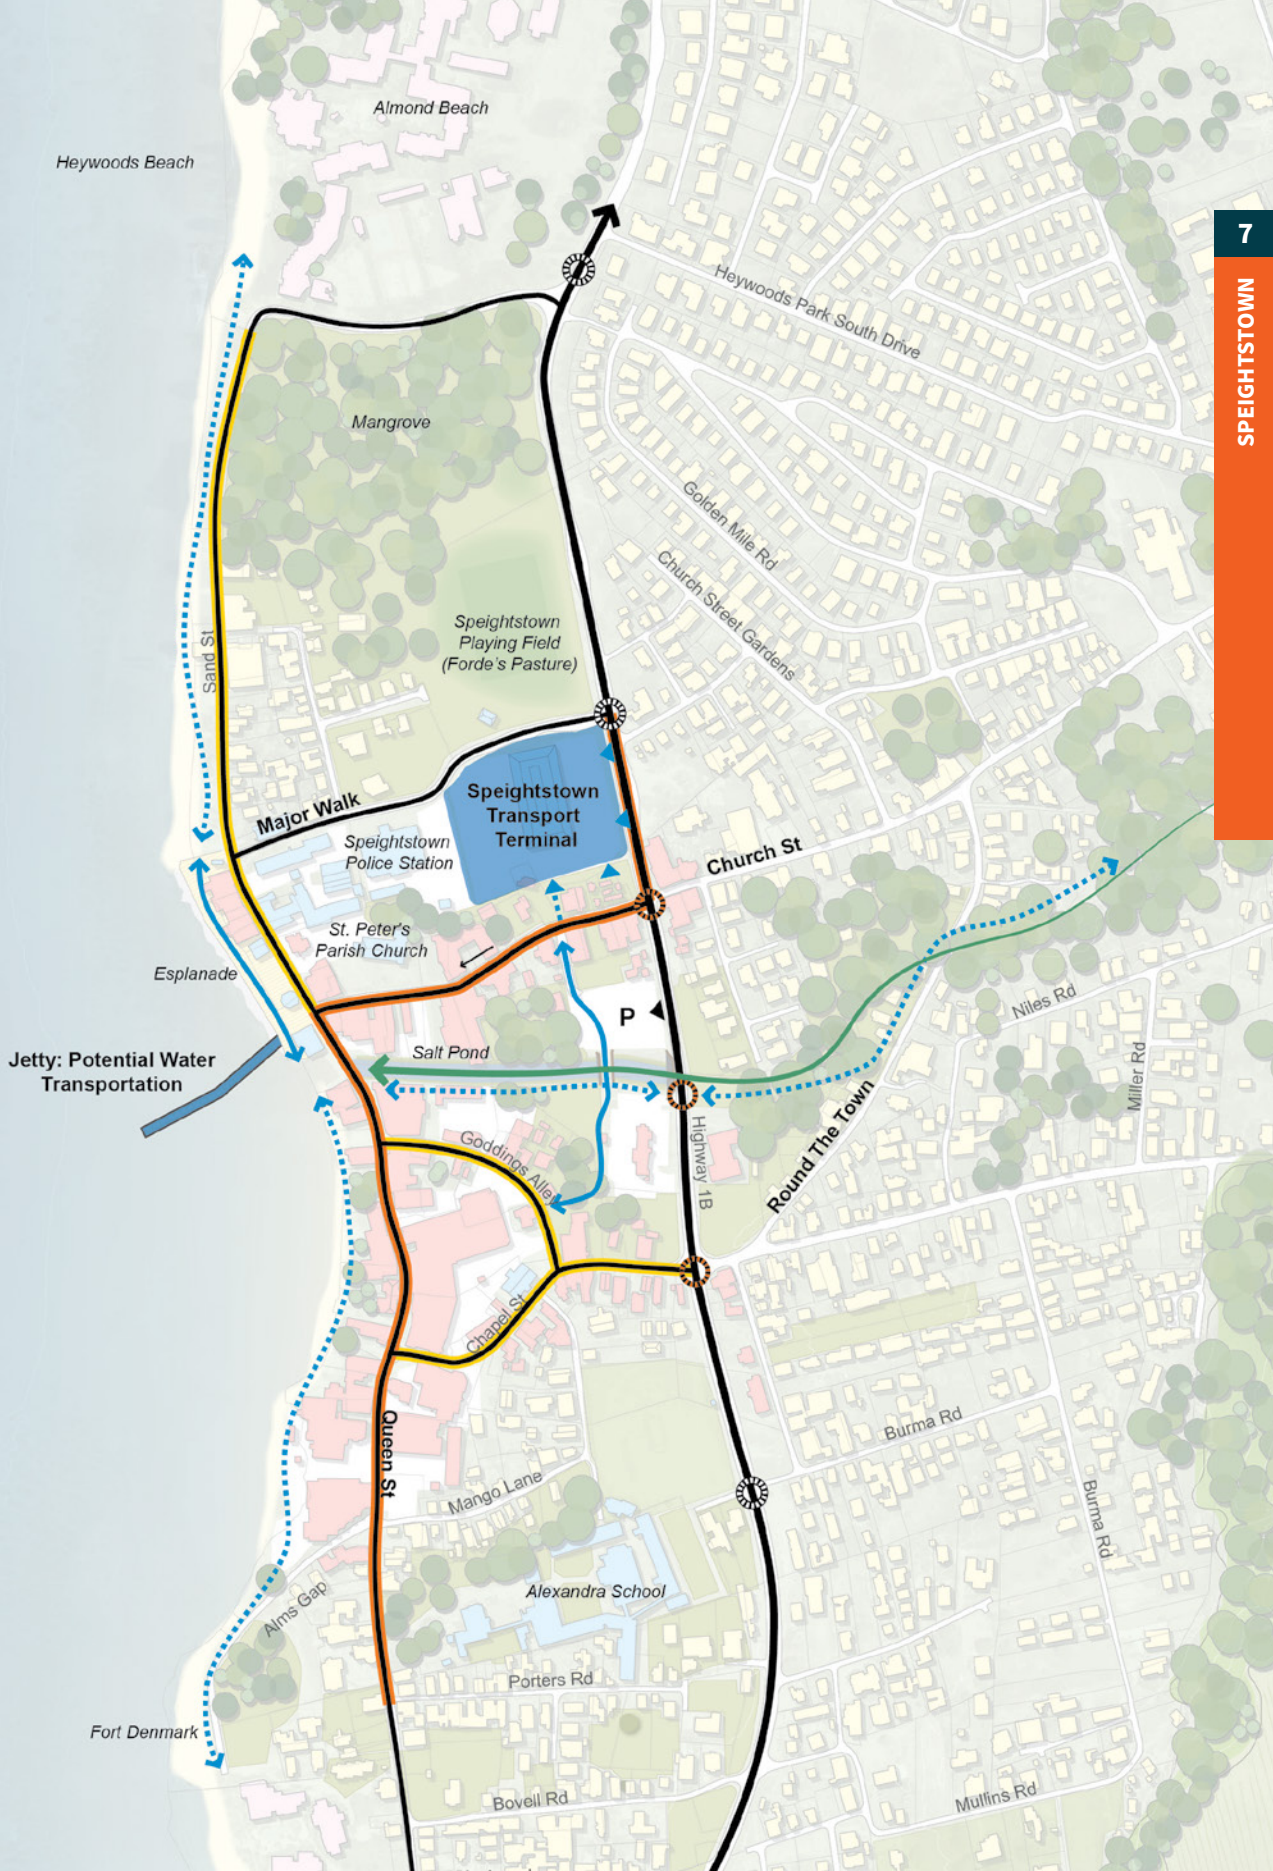 Almond Beach
Heywoods Beach
7
SPEIGHTSTOWN
Heywoods Park South Drive
Mangrove
Golden Mile Rd
Church Street Gardens
Speightstown
Playing Field
(Forde's Pasture)
Sand St
Major Walk
Speightstown
Transport
Terminal
Speightstown
Police Station
Church St
St. Peter's
Parish Church
Esplanade
Niles Rd
P
Salt Pond
Jetty: Potential Water
Transportation
Miller Rd
Round The Town
Highway 1B
Goddings Alley
Chapel St
Queen St
Burma Rd
Mango Lane
Burma Rd
Alexandra School
Alms Gap
Porters Rd
Fort Denmark
Bovell Rd
Mullins Rd